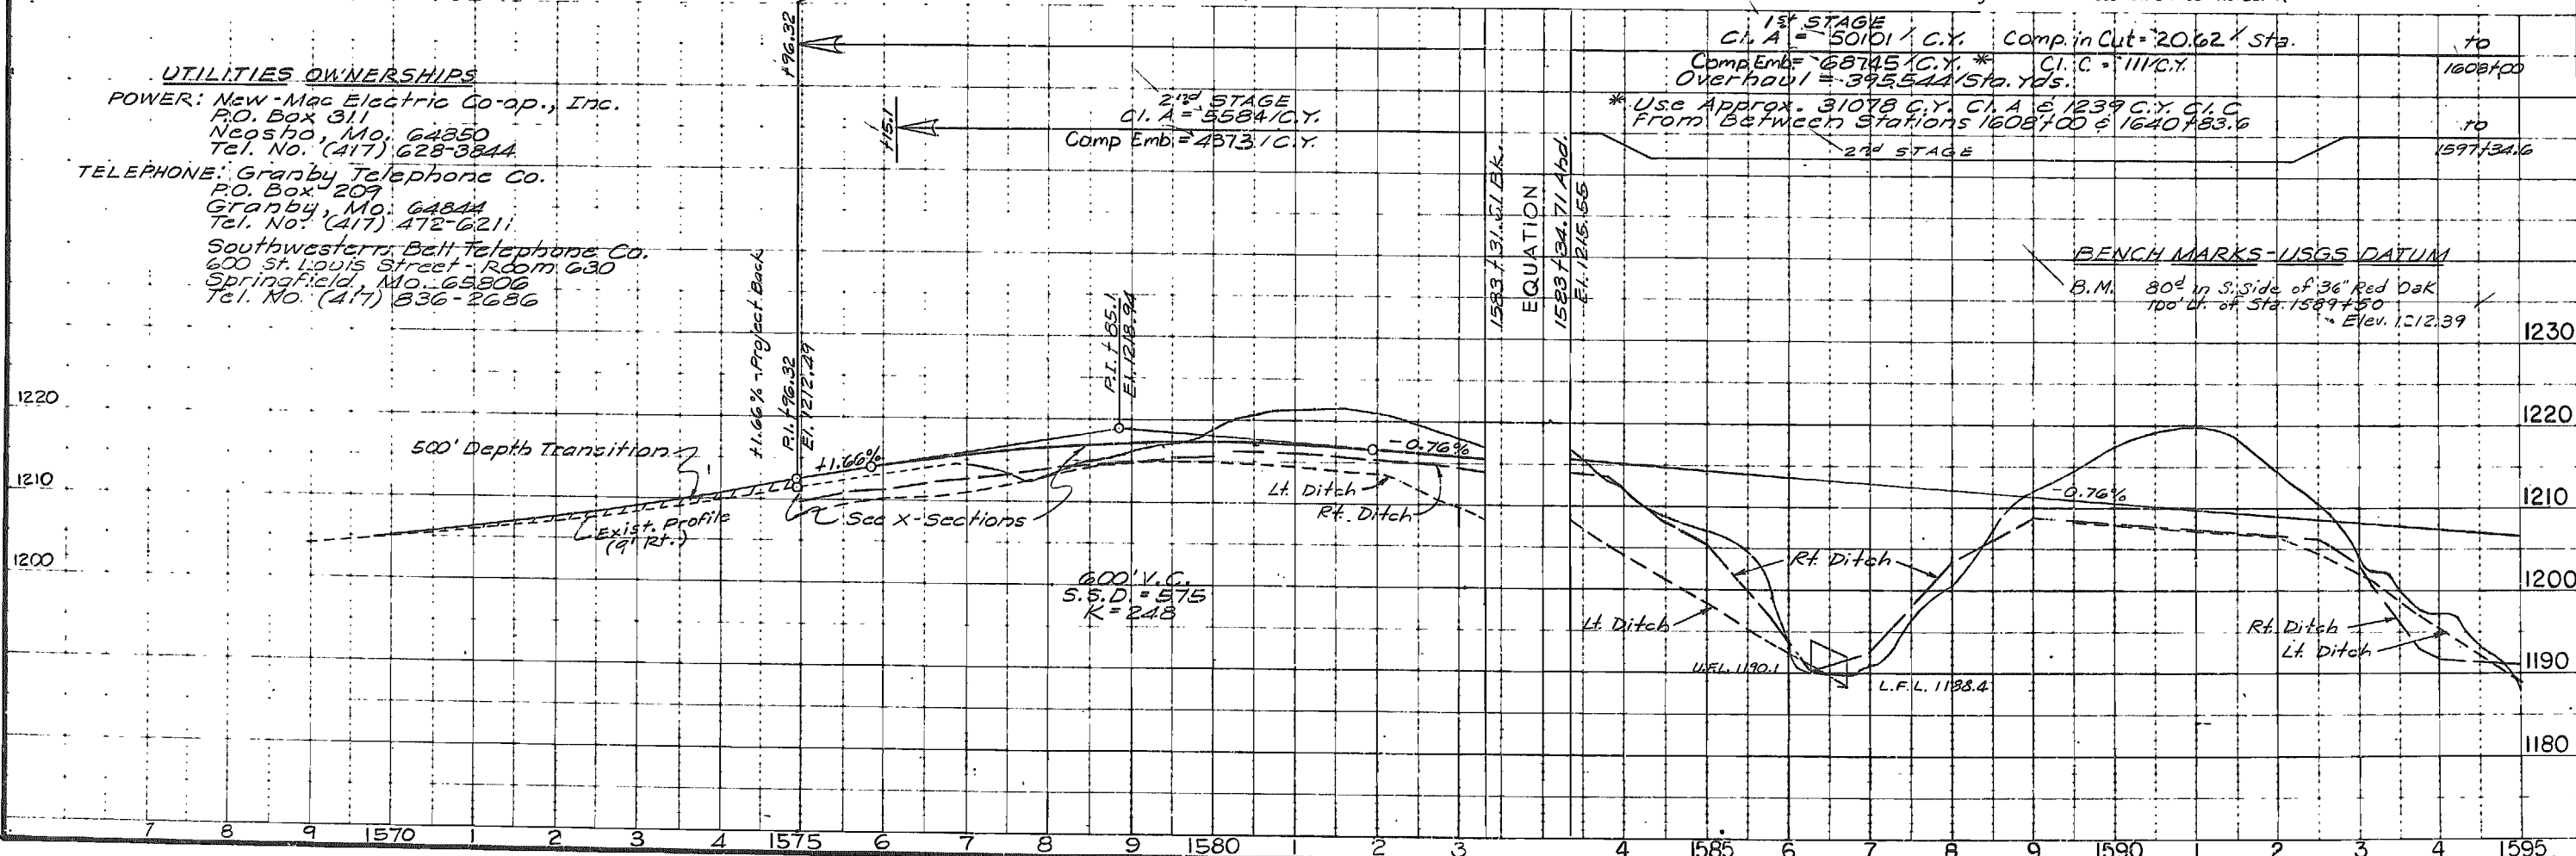 UTILITIES OWNERSHIPS
POWER: New-Mac Electric Co-op., Inc.
P.O. Box 311
Neosho, Mo. 64850
Tel. No. (417) 628-3844
TELEPHONE: Granby Telephone Co.
P.O. Box 209
Granby, Mo. 64844
Tel. No. (417) 472-6211
Southwestern Bell Telephone Co.
600 St. Louis Street - Room 630
Springfield, Mo. 65806
Tel. No. (417) 836-2686
+96.32
+15.1
2nd STAGE
Cl. A = 5584/C.Y.
Comp Emb = 4373/C.Y.
1st STAGE
Cl. A = 50101/C.Y. Comp. in Cut = 20.62/Sta.
Comp Emb = 68745/C.Y. * Cl. C = 111/C.Y.
Overhaul = 395,544/Sta. Yds.
* Use Approx. 31078 C.Y. Cl. A & 1239 C.Y. Cl. C
From Between Stations 1608+00 & 1640+83.6
2nd STAGE
to
1608+00
to
1597+34.6
EQUATION
1583+34.71 Ahd.
El. 1215.55
BENCH MARKS - USGS DATUM
B.M. 80d in S. Side of 36" Red Oak
100' Lt. of Sta. 1589+50
Elev. 1212.39
+1.66% - Project Back
P.I. +96.32
El. 1212.49
P.I. +85.1
El. 1218.94
500' Depth Transition
+1.66%
-0.76%
Exist. Profile
(9' Rt.)
See X-Sections
Lt. Ditch
Rt. Ditch
600' V.C.
S.S.D. = 575
K = 248
-0.76%
Rt. Ditch
Lt. Ditch
U.F.L. 1190.1
L.F.L. 1188.4
Rt. Ditch
Lt. Ditch
1220
1210
1200
1230
1220
1210
1200
1190
1180
7 8 9 1570 1 2 3 4 1575 6 7 8 9 1580 1 2 3 4 1585 6 7 8 9 1590 1 2 3 4 1595